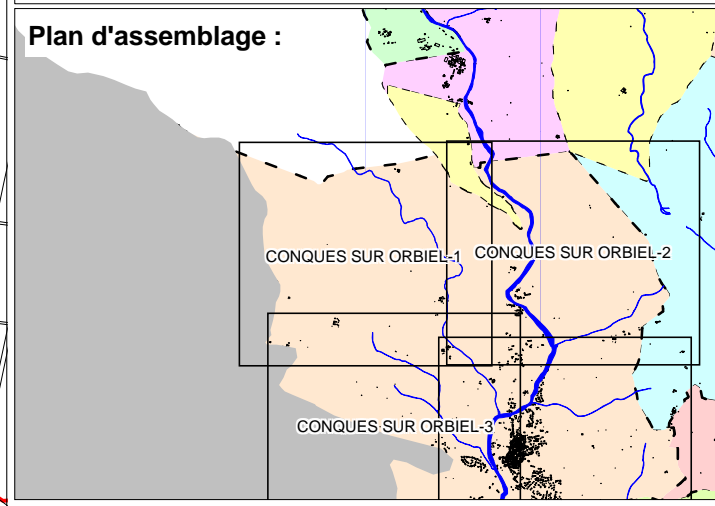 Plan d'assemblage :
CONQUES SUR ORBIEL-1
CONQUES SUR ORBIEL-2
CONQUES SUR ORBIEL-3